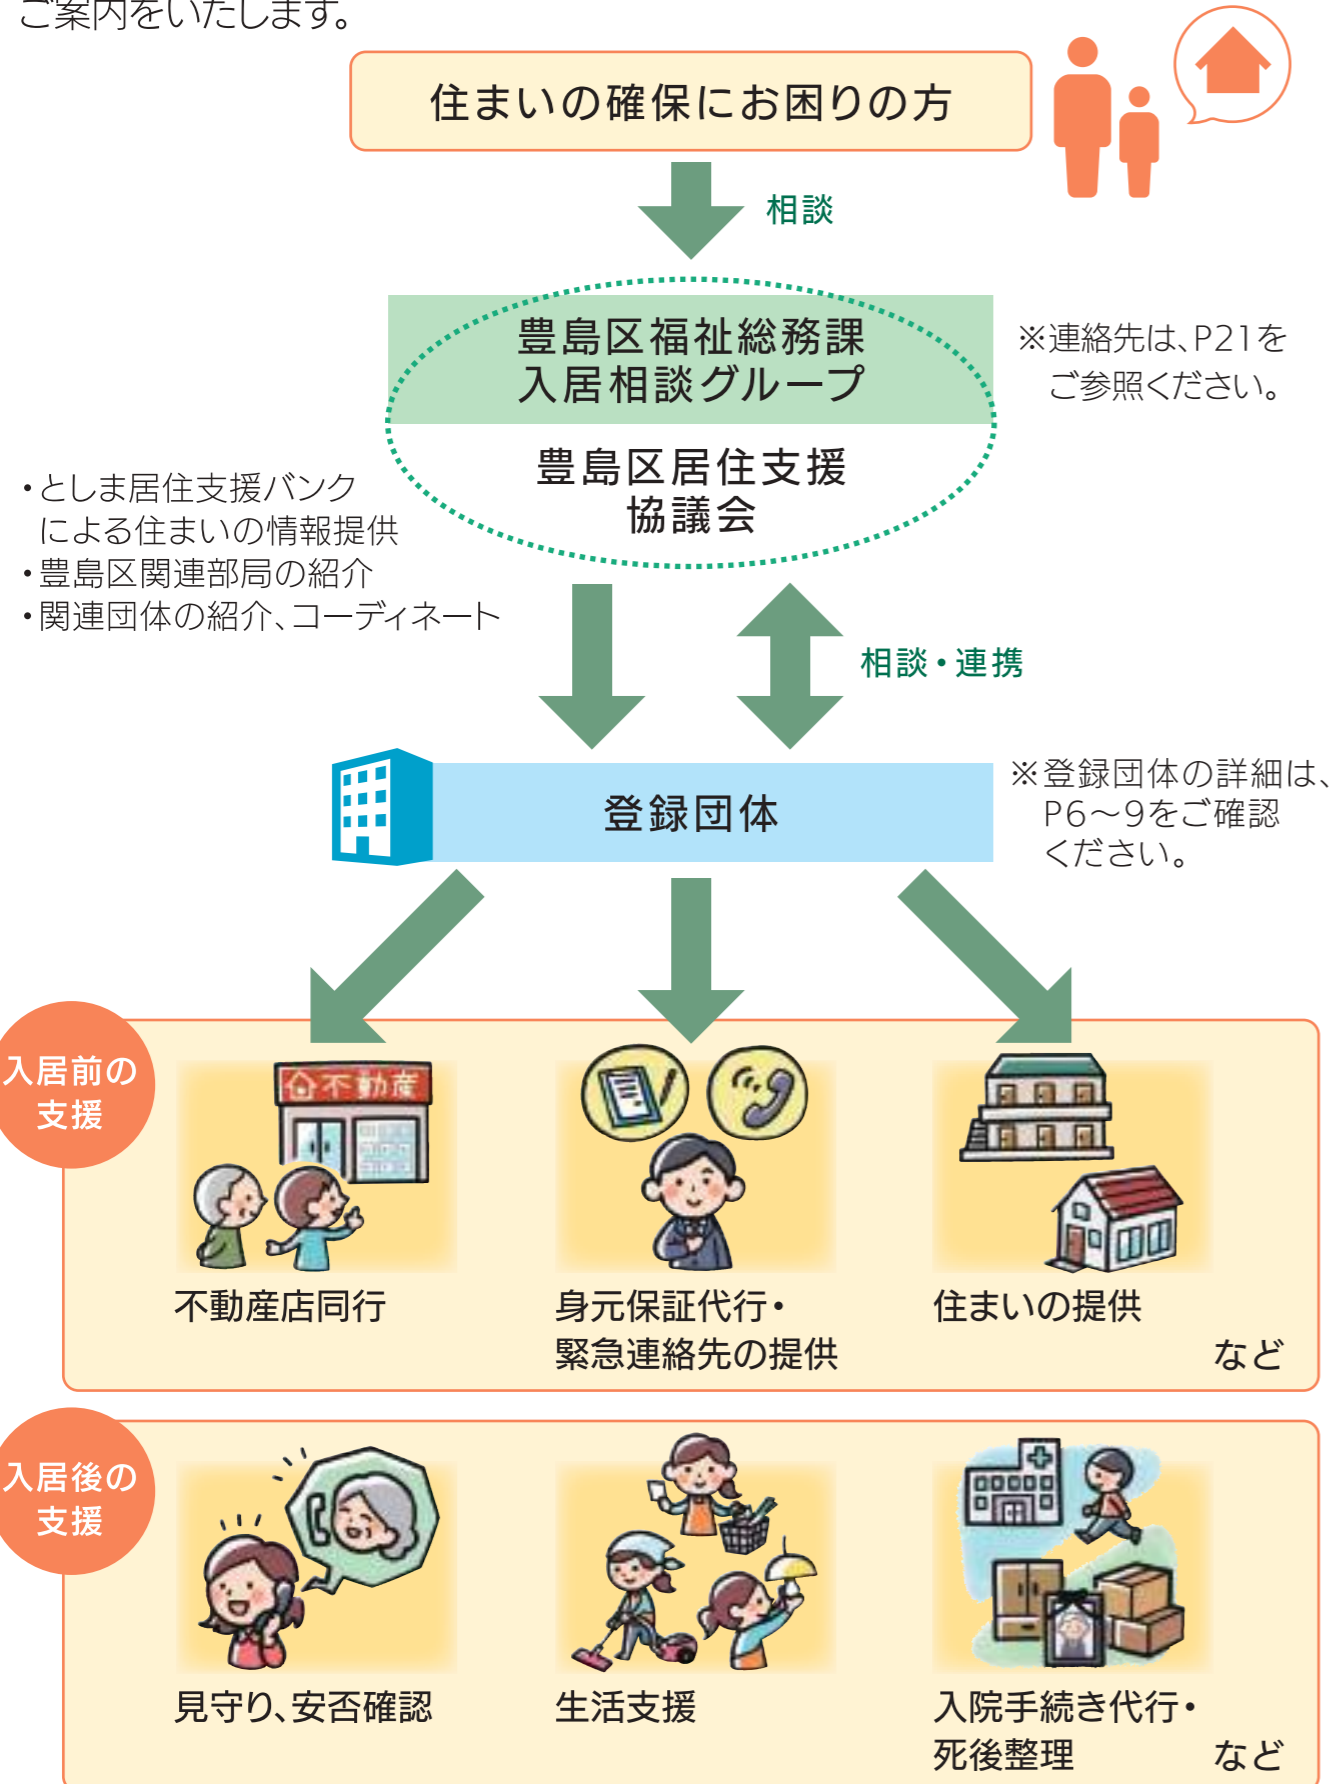 ご案内をいたします。
住まいの確保にお困りの方
相談
豊島区福祉総務課
入居相談グループ
※連絡先は、P21を
ご参照ください。
豊島区居住支援
協議会
・としま居住支援バンク
による住まいの情報提供
・豊島区関連部局の紹介
・関連団体の紹介、コーディネート
相談・連携
登録団体
※登録団体の詳細は、
P6〜9をご確認
ください。
入居前の
支援
不動産
不動産店同行
身元保証代行・
緊急連絡先の提供
住まいの提供
など
入居後の
支援
見守り、安否確認
生活支援
入院手続き代行・
死後整理
など